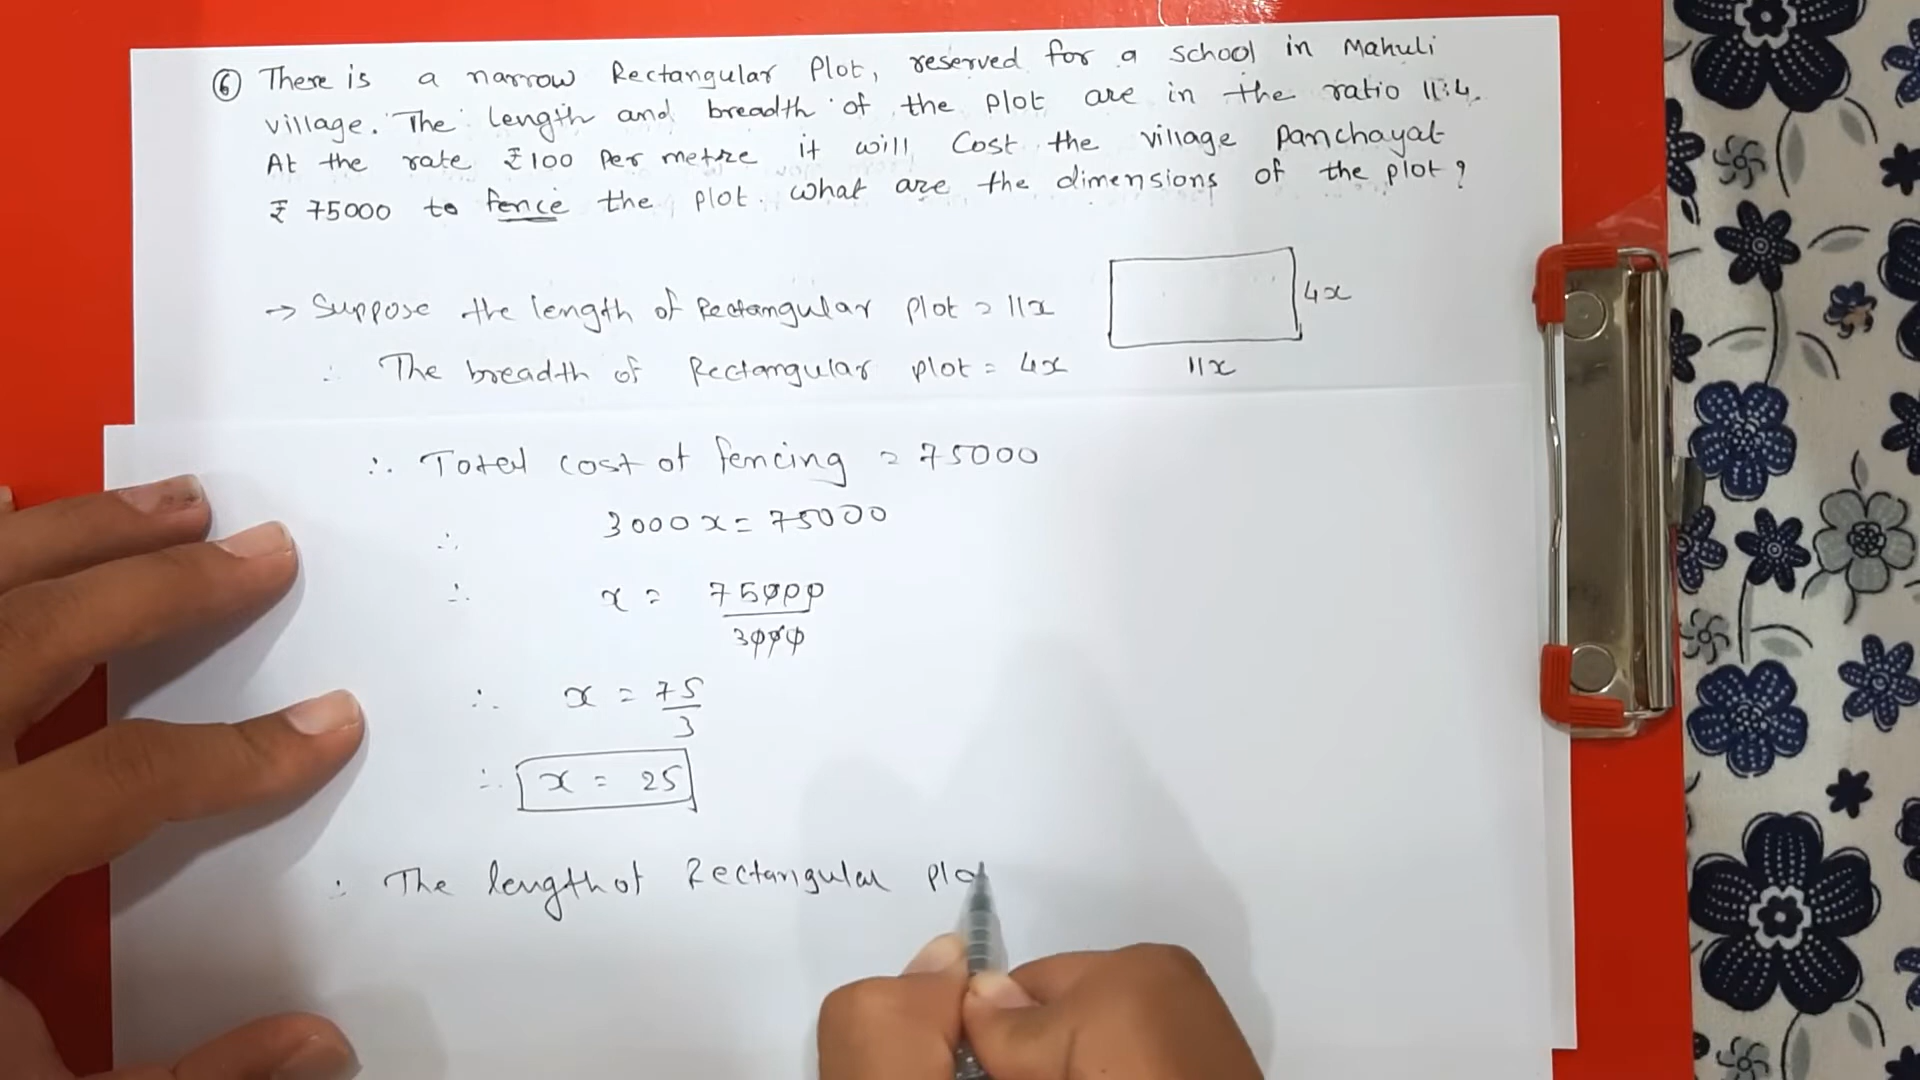 6 There is a narrow Rectangular Plot, reserved for a school in Mahuli
village. The length and breadth of the plot are in the ratio 11:4.
At the rate ₹100 Per metre it will Cost the village Panchayat
₹ 75000 to fence the plot. what are the dimensions of the plot?
→ Suppose the length of Rectangular plot = 11x
4x
∴ The breadth of Rectangular plot = 4x
11x
∴ Total cost of fencing = 75000
∴ 3000x = 75000
∴ x = 75000/3000
∴ x = 75/3
∴ x = 25
∴ The length of Rectangular plo